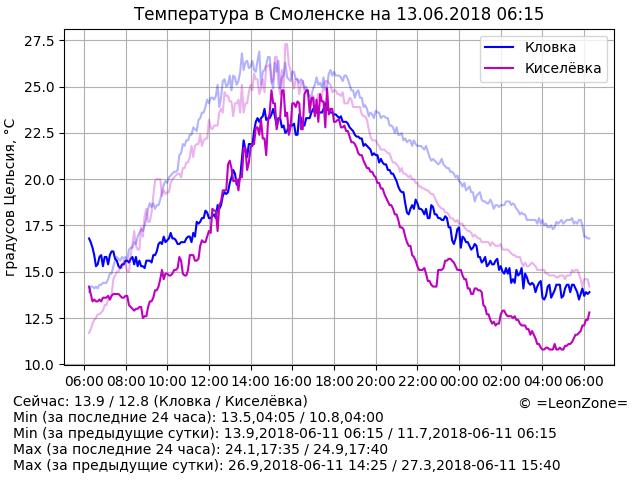 Температура в Смоленске на 13.06.2018 06:15
27.5
25.0
22.5
20.0
17.5
15.0
12.5
10.0
градусов Цельсия, °C
Кловка
Киселёвка
06:00 08:00 10:00 12:00 14:00 16:00 18:00 20:00 22:00 00:00 02:00 04:00 06:00
Сейчас: 13.9 / 12.8 (Кловка / Киселёвка)
© =LeonZone=
Min (за последние 24 часа): 13.5,04:05 / 10.8,04:00
Min (за предыдущие сутки): 13.9,2018-06-11 06:15 / 11.7,2018-06-11 06:15
Max (за последние 24 часа): 24.1,17:35 / 24.9,17:40
Max (за предыдущие сутки): 26.9,2018-06-11 14:25 / 27.3,2018-06-11 15:40